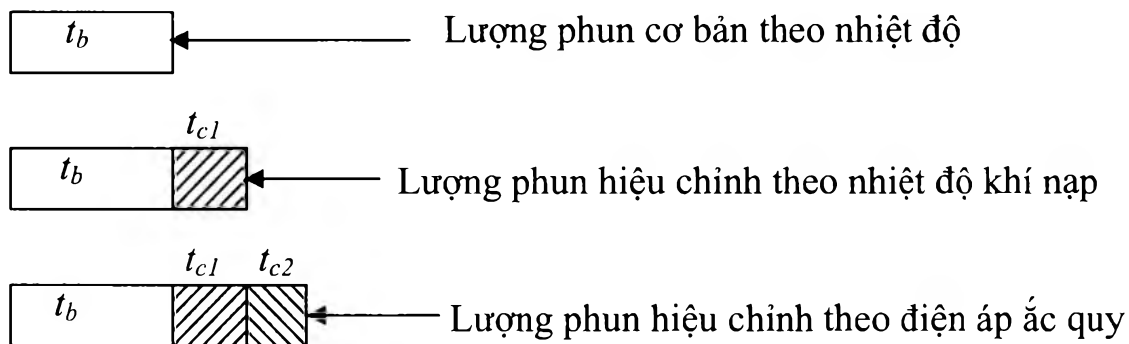 t_b Lượng phun cơ bản theo nhiệt độ
t_c1
t_b Lượng phun hiệu chỉnh theo nhiệt độ khí nạp
t_c1 t_c2
t_b Lượng phun hiệu chỉnh theo điện áp ắc quy